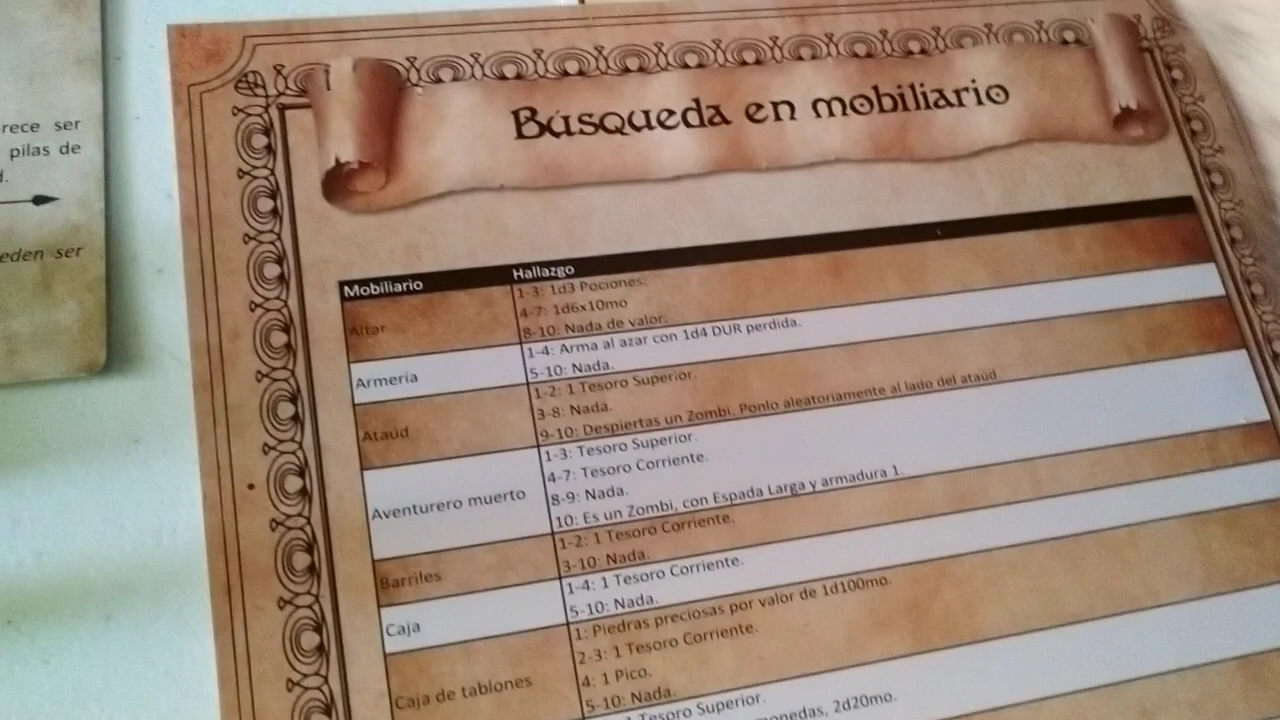 rece ser
pilas de
eden ser
Búsqueda en mobiliario
Mobiliario Hallazgo
Altar
1-3: 1d3 Pociones.
4-7: 1d6x10mo
8-10: Nada de valor.
Armería
1-4: Arma al azar con 1d4 DUR perdida.
5-10: Nada.
Ataúd
1-2: 1 Tesoro Superior.
3-8: Nada.
9-10: Despiertas un Zombi. Ponlo aleatoriamente al lado del ataúd.
Aventurero muerto
1-3: Tesoro Superior.
4-7: Tesoro Corriente.
8-9: Nada.
10: Es un Zombi, con Espada Larga y armadura 1.
Barriles
1-2: 1 Tesoro Corriente.
3-10: Nada.
Caja
1-4: 1 Tesoro Corriente.
5-10: Nada.
Caja de tablones
1: Piedras preciosas por valor de 1d100mo.
2-3: 1 Tesoro Corriente.
4: 1 Pico.
5-10: Nada.
1 Tesoro Superior.
monedas, 2d20mo.